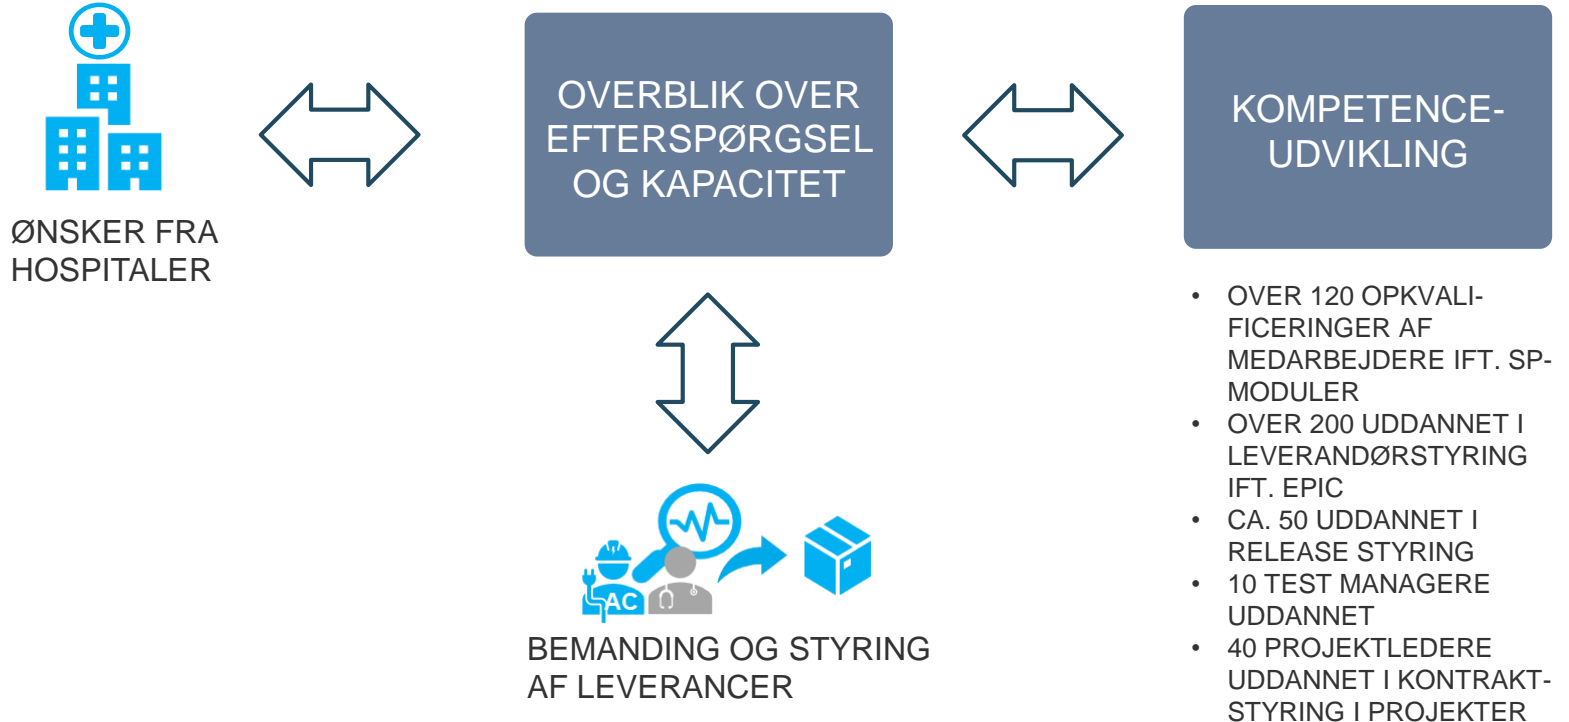 ØNSKER FRA
HOSPITALER
OVERBLIK OVER
EFTERSPØRGSEL
OG KAPACITET
KOMPETENCE-
UDVIKLING
• OVER 120 OPKVALI-
FICERINGER AF
MEDARBEJDERE IFT. SP-
MODULER
• OVER 200 UDDANNET I
LEVERANDØRSTYRING
IFT. EPIC
• CA. 50 UDDANNET I
RELEASE STYRING
• 10 TEST MANAGERE
UDDANNET
• 40 PROJEKTLEDERE
UDDANNET I KONTRAKT-
STYRING I PROJEKTER
AC
BEMANDING OG STYRING
AF LEVERANCER